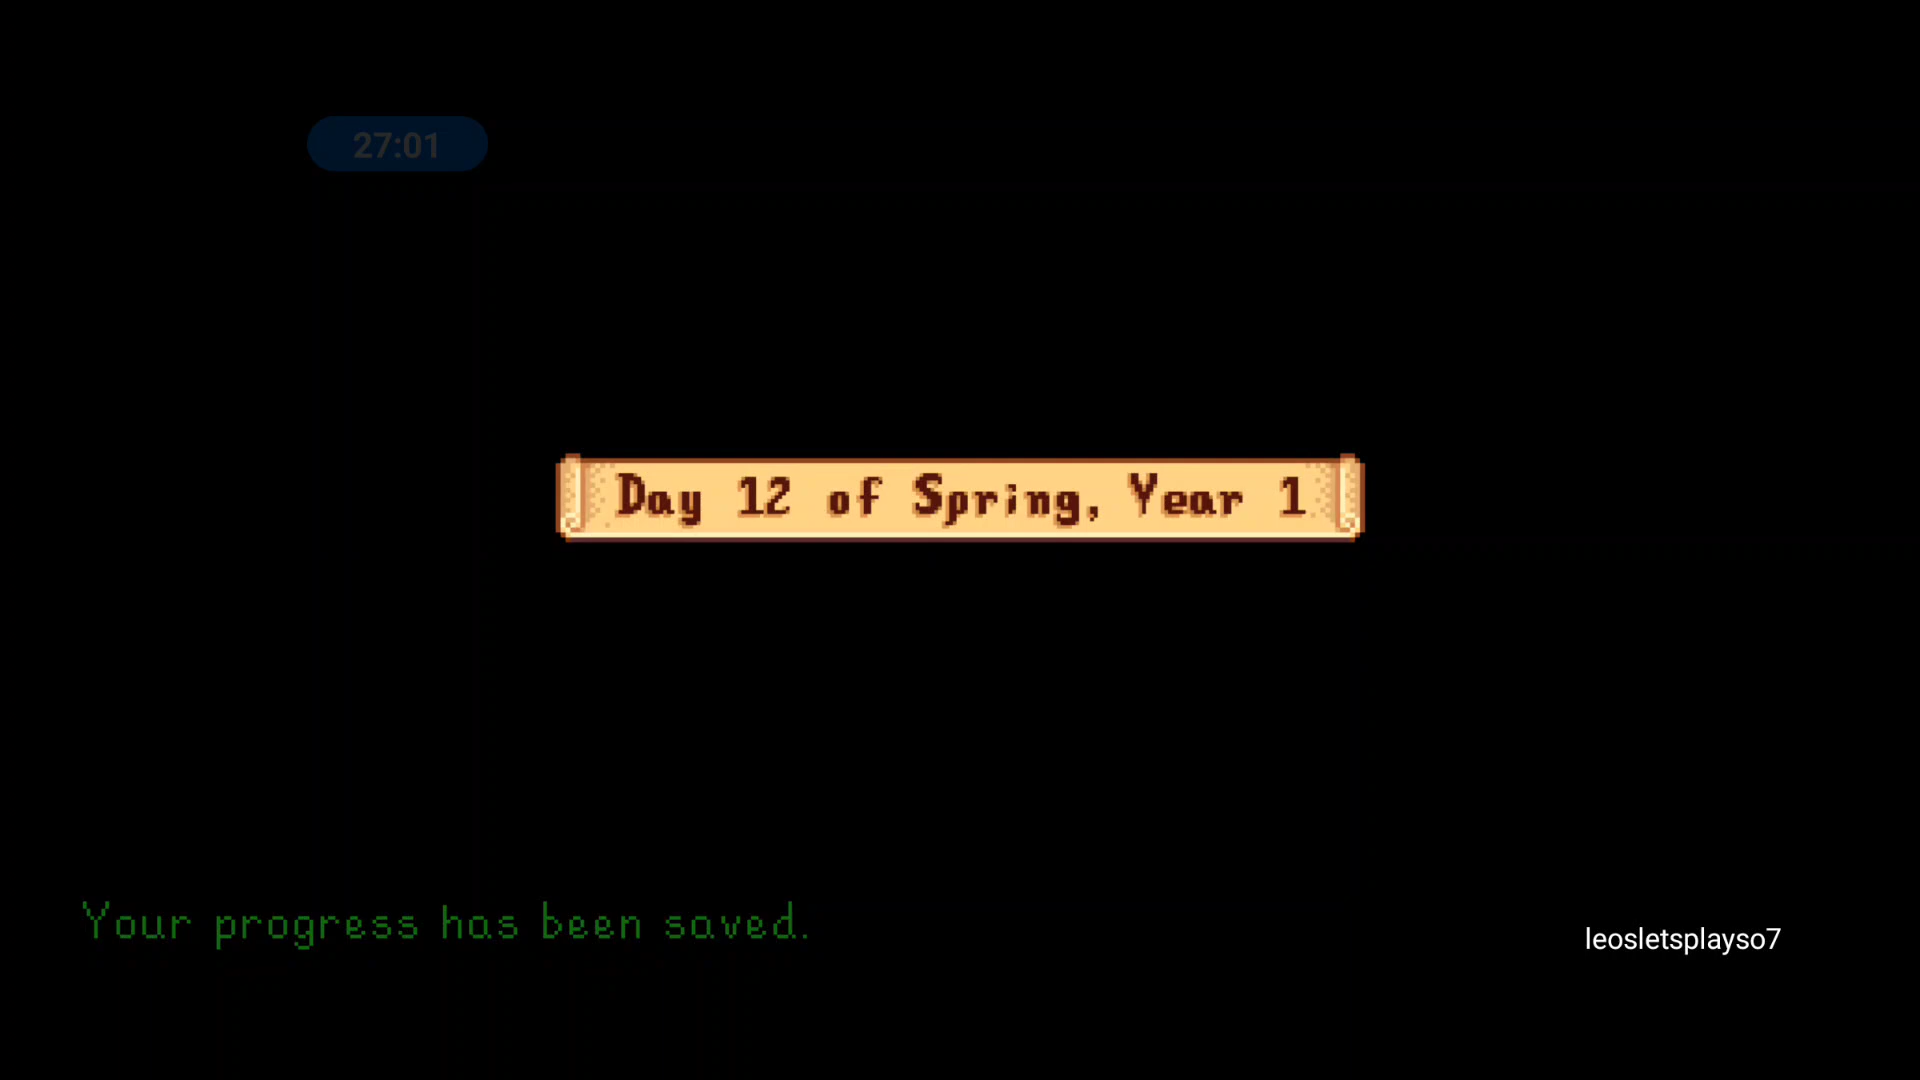 27:01
Day 12 of Spring, Year 1
Your progress has been saved.
leosletsplayso7